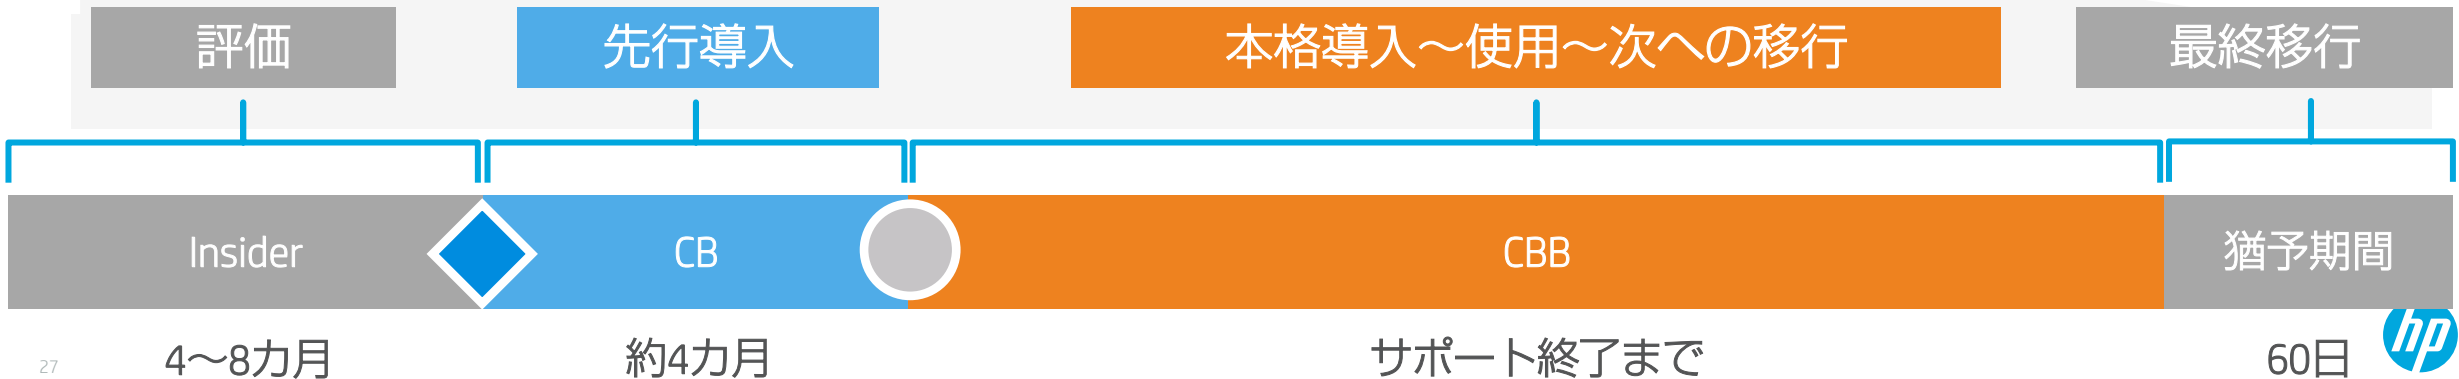 評価 先行導入 本格導入～使用～次への移行 最終移行
Insider CB CBB 猶予期間
4～8カ月 約4カ月 サポート終了まで 60日
27
hp